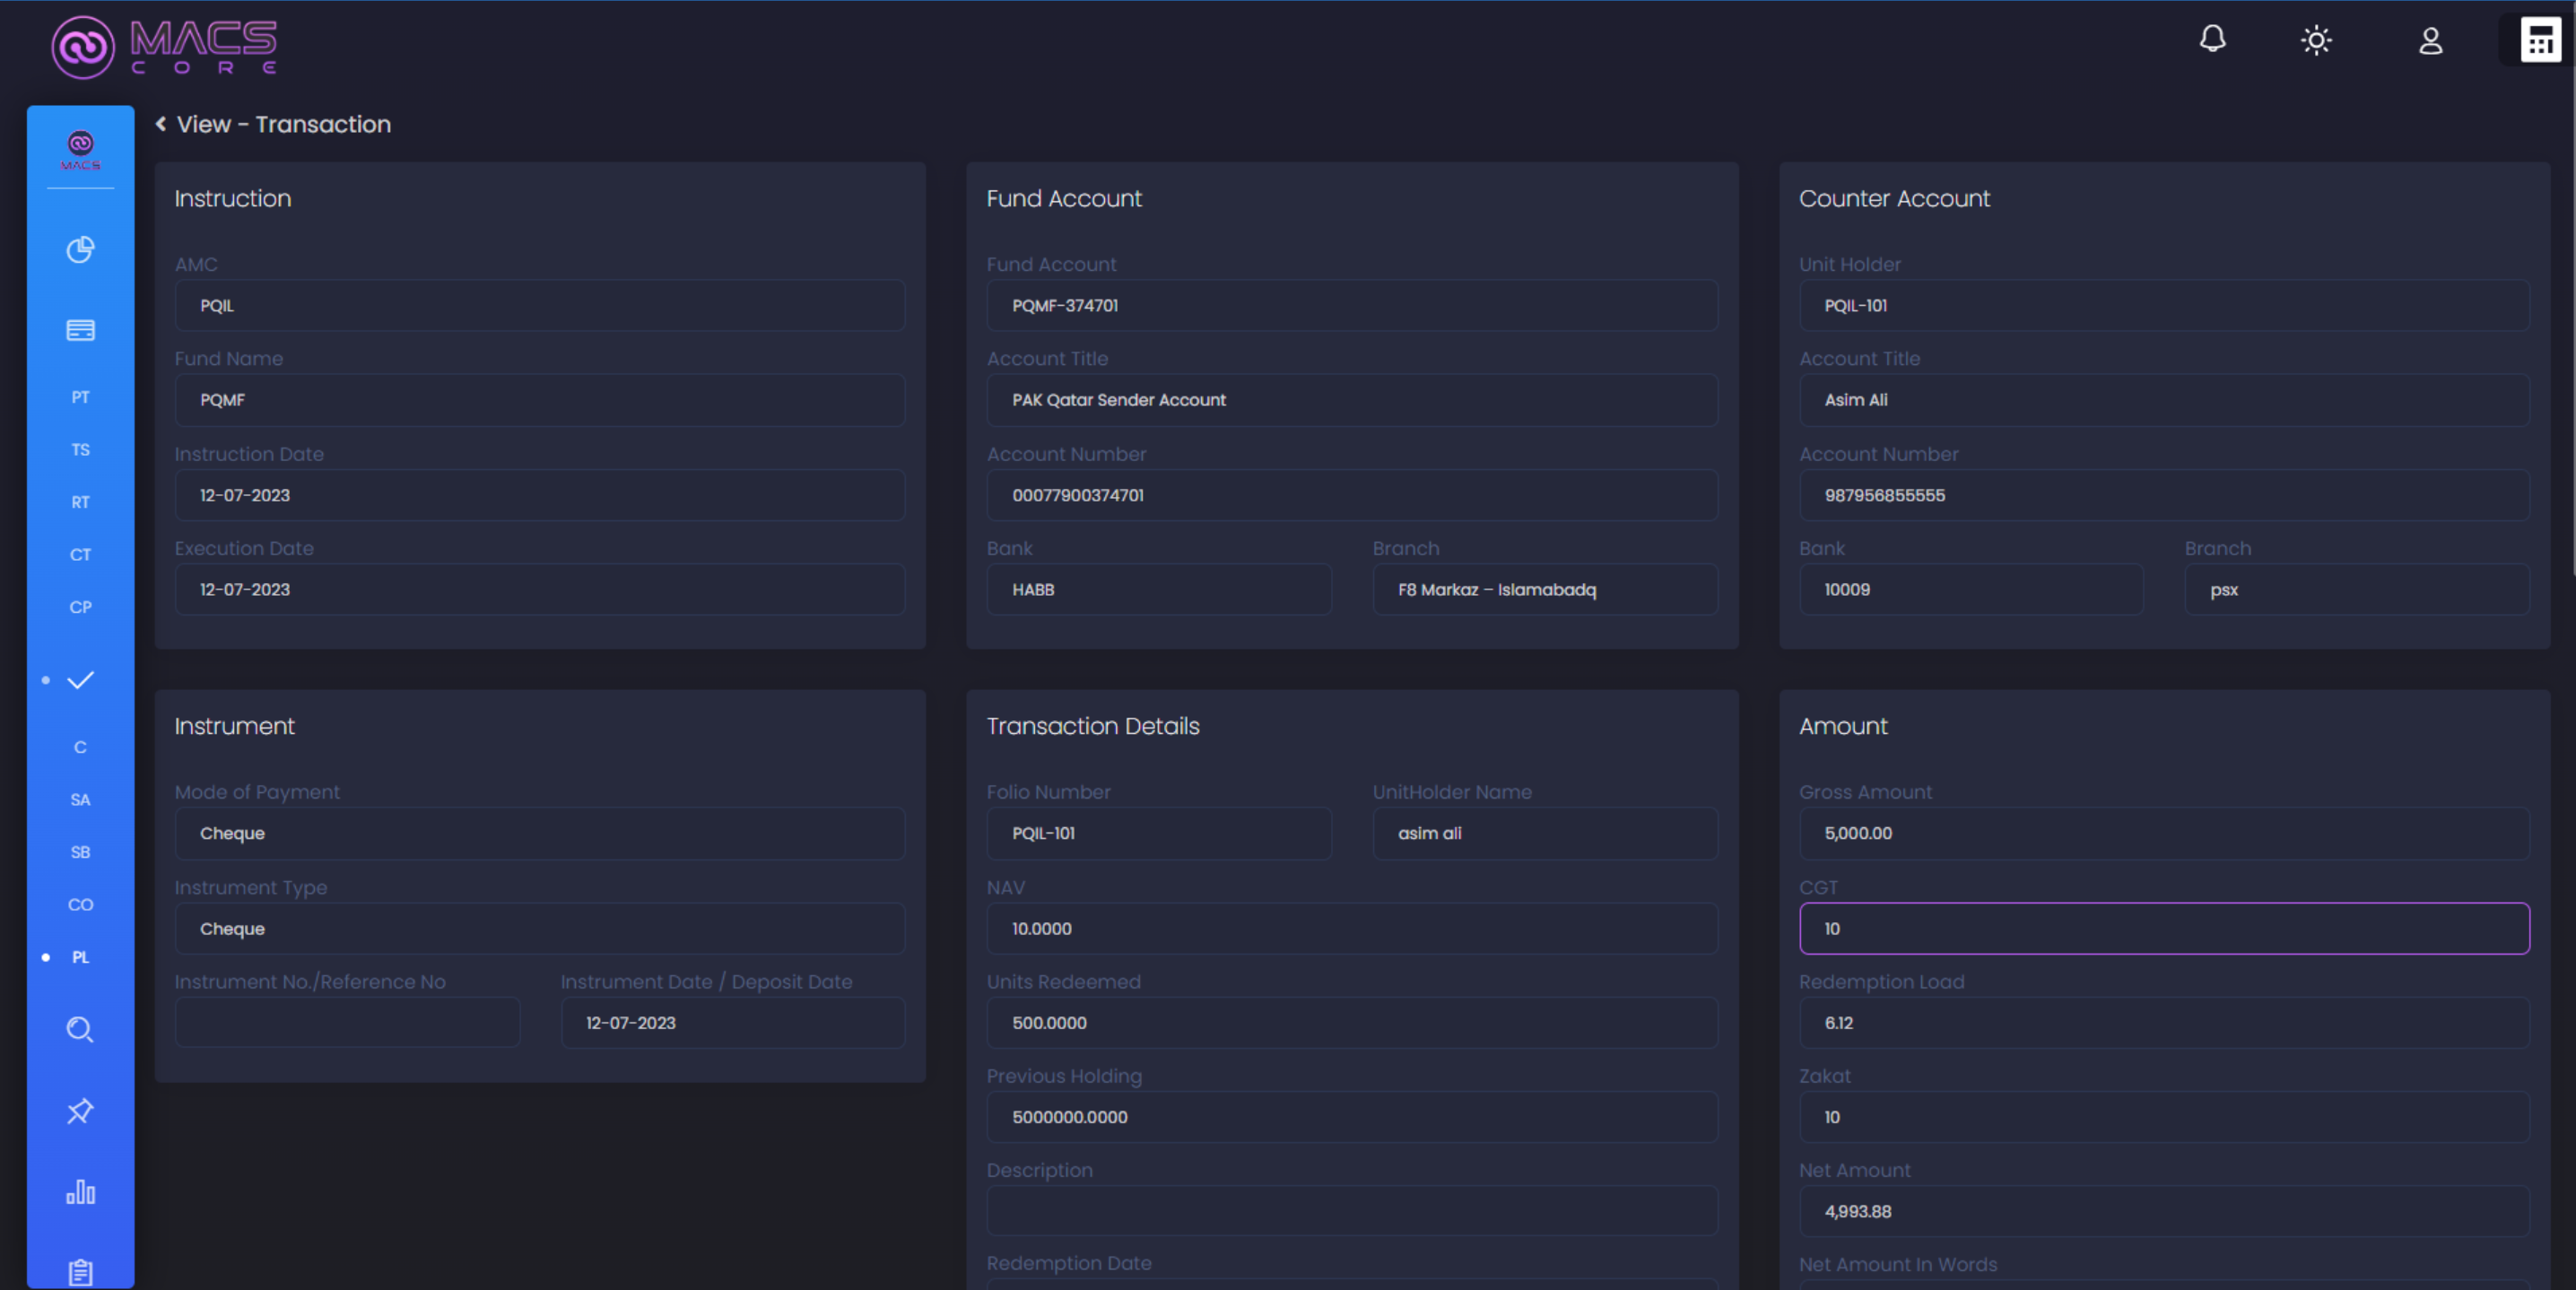 MACS
CORE
MACS
PT
TS
RT
CT
CP
C
SA
SB
CO
PL
View - Transaction
Instruction
AMC
PQIL
Fund Name
PQMF
Instruction Date
12-07-2023
Execution Date
12-07-2023
Fund Account
Fund Account
PQMF-374701
Account Title
PAK Qatar Sender Account
Account Number
00077900374701
Bank Branch
HABB F8 Markaz – Islamabadq
Counter Account
Unit Holder
PQIL-101
Account Title
Asim Ali
Account Number
987956855555
Bank Branch
10009 psx
Instrument
Mode of Payment
Cheque
Instrument Type
Cheque
Instrument No./Reference No Instrument Date / Deposit Date
12-07-2023
Transaction Details
Folio Number UnitHolder Name
PQIL-101 asim ali
NAV
10.0000
Units Redeemed
500.0000
Previous Holding
5000000.0000
Description
Redemption Date
Amount
Gross Amount
5,000.00
CGT
10
Redemption Load
6.12
Zakat
10
Net Amount
4,993.88
Net Amount In Words